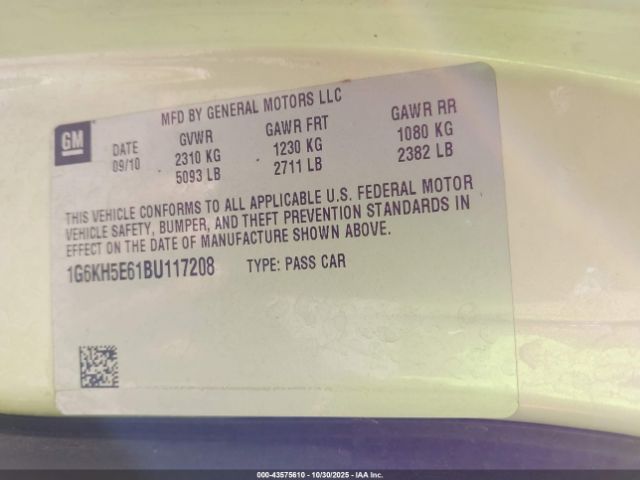 GM
MFD BY GENERAL MOTORS LLC
DATE GVWR GAWR FRT GAWR RR
09/10 2310 KG 1230 KG 1080 KG
5093 LB 2711 LB 2382 LB
THIS VEHICLE CONFORMS TO ALL APPLICABLE U.S. FEDERAL MOTOR
VEHICLE SAFETY, BUMPER, AND THEFT PREVENTION STANDARDS IN
EFFECT ON THE DATE OF MANUFACTURE SHOWN ABOVE.
1G6KH5E61BU117208 TYPE: PASS CAR
000-43575610 - 10/30/2025 - IAA Inc.